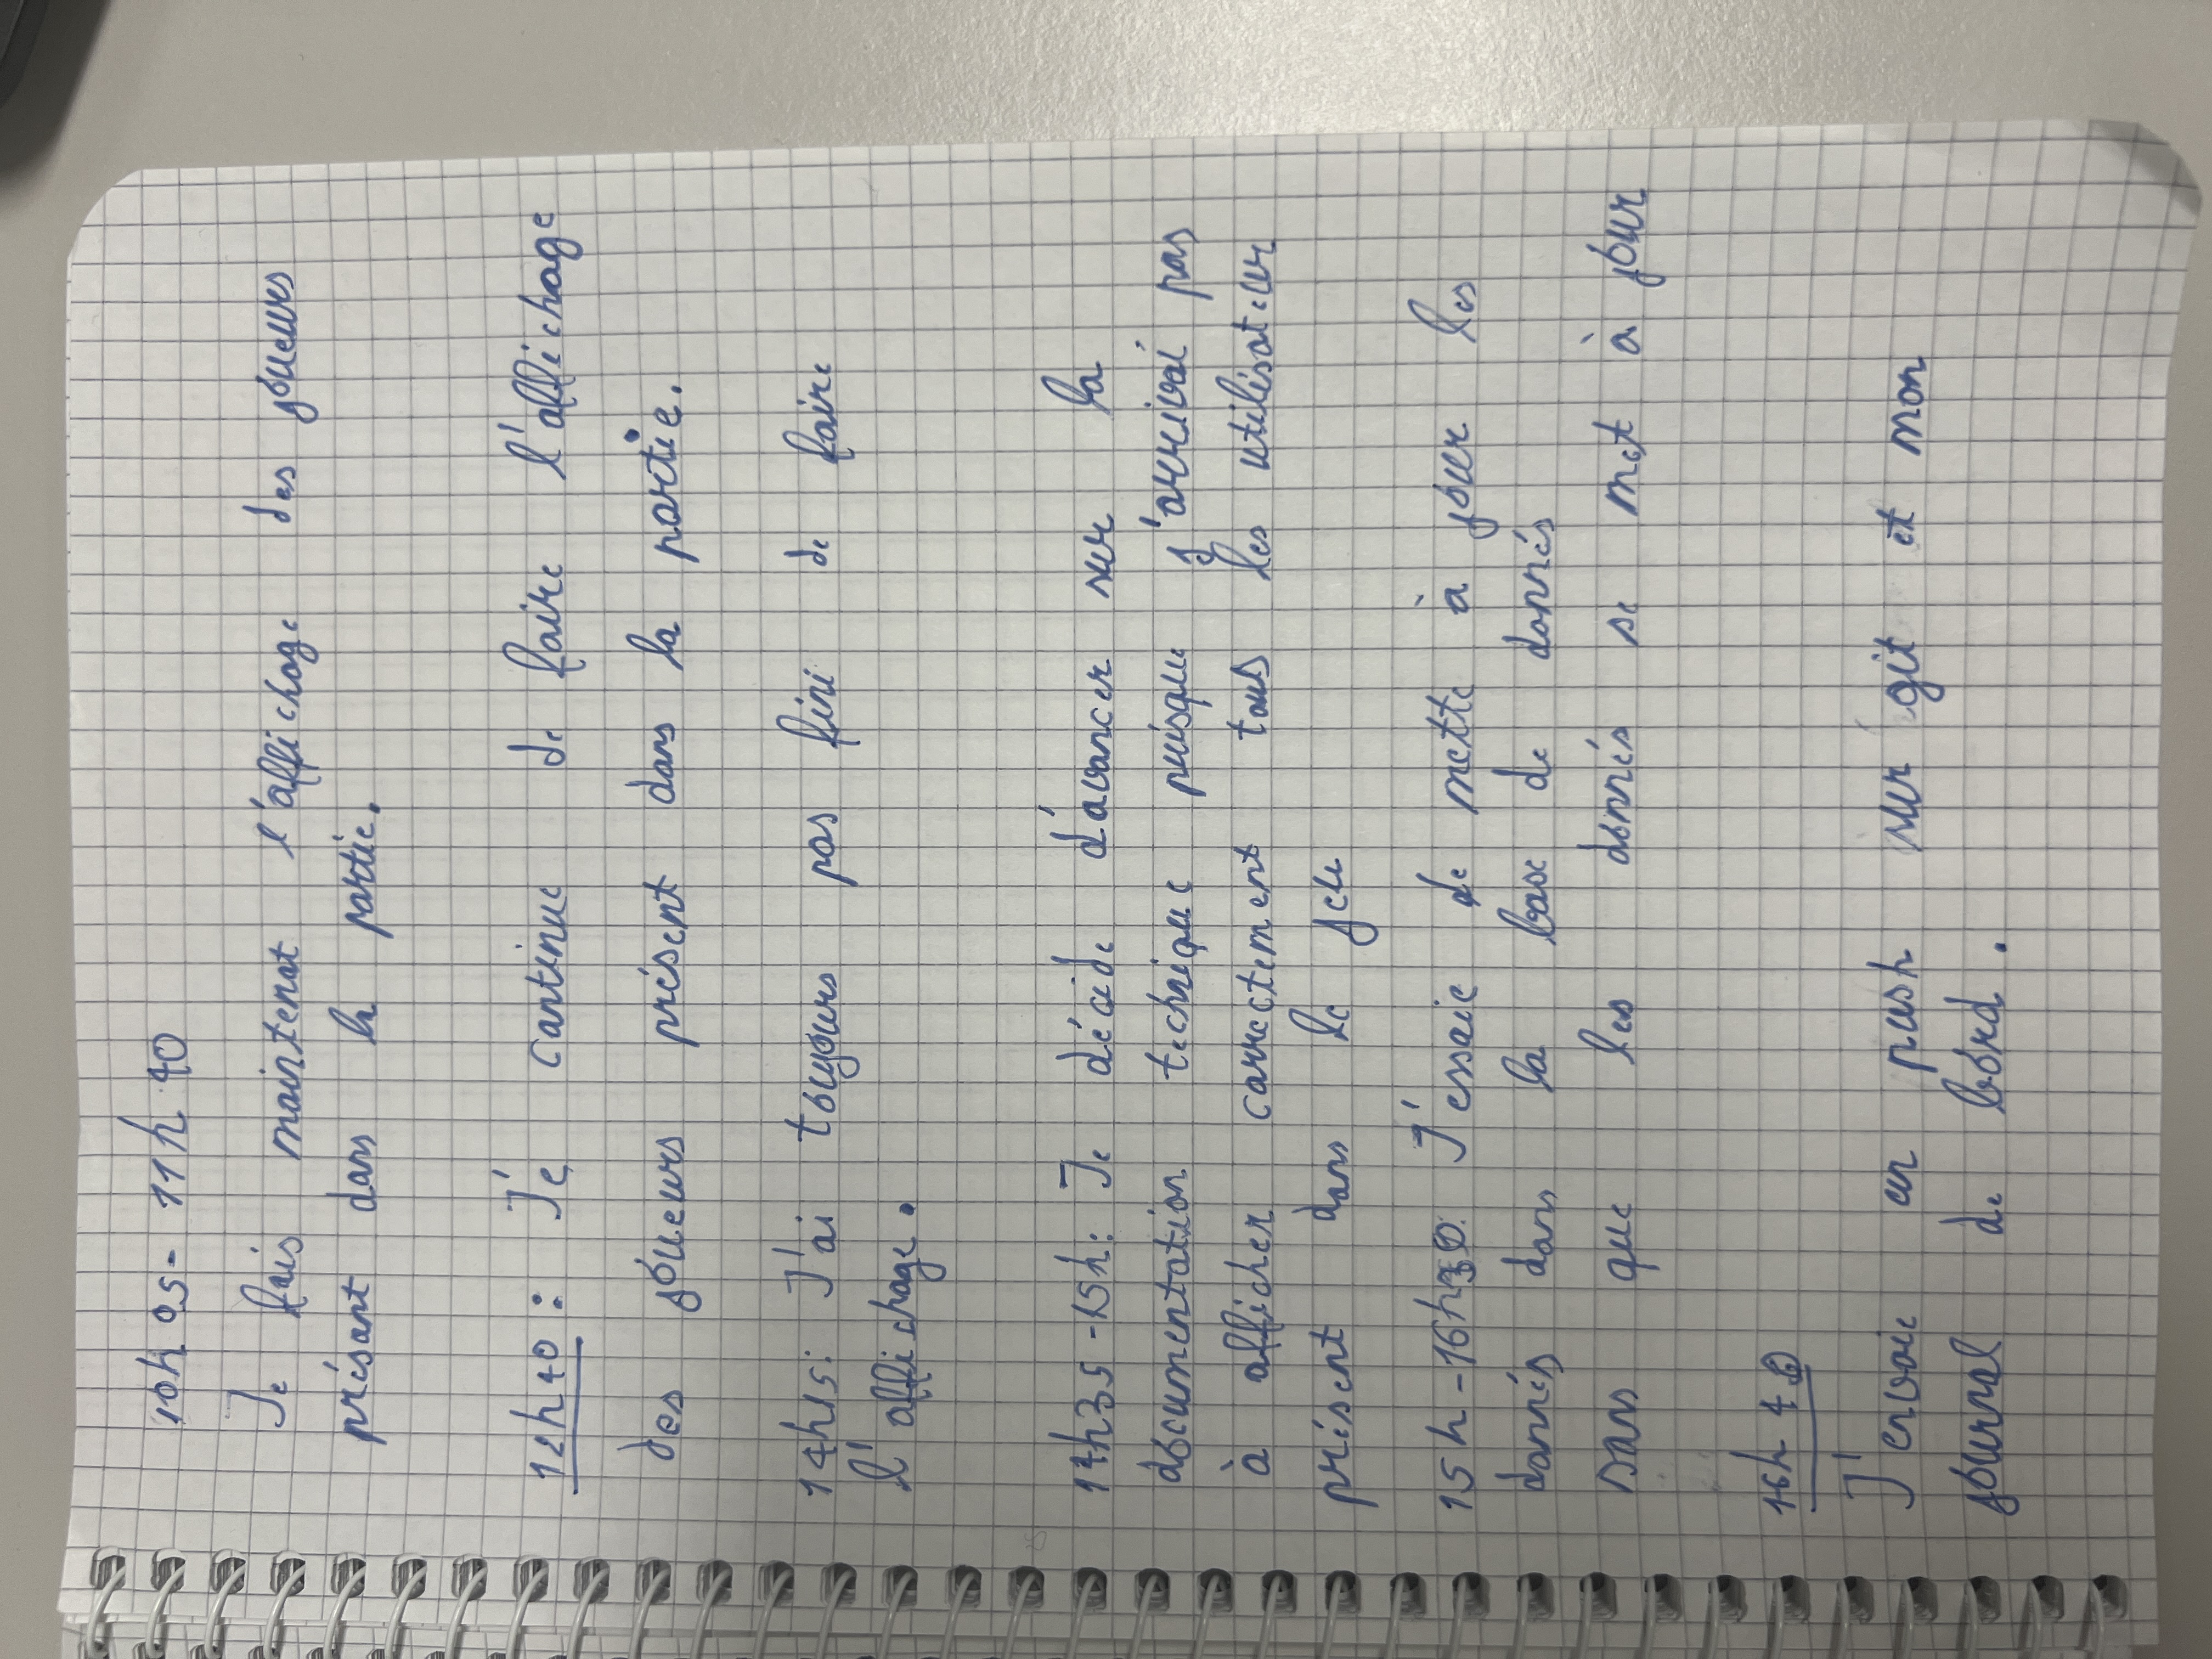 10h 05 - 11h 40
Je fais maintenat l'affichage des joueurs
présant dans la partie.
12h40 : Je continue de faire l'affichage
des joueurs présent dans la partie.
14h15: J'ai toujours pas fini de faire
l'affichage.
14h35 - 15h: Je décide d'avancer sur la
documentation technique puisque j'arrivai pas
à afficher correctement tous les utilisateur
présent dans le jeu
15h - 16h30: J'essaie de mette à jour les
donnés dans la base de donnés
sans que les donnés se met à jour
16h 40
J'envoie un push sur git et mon
journal de bord.